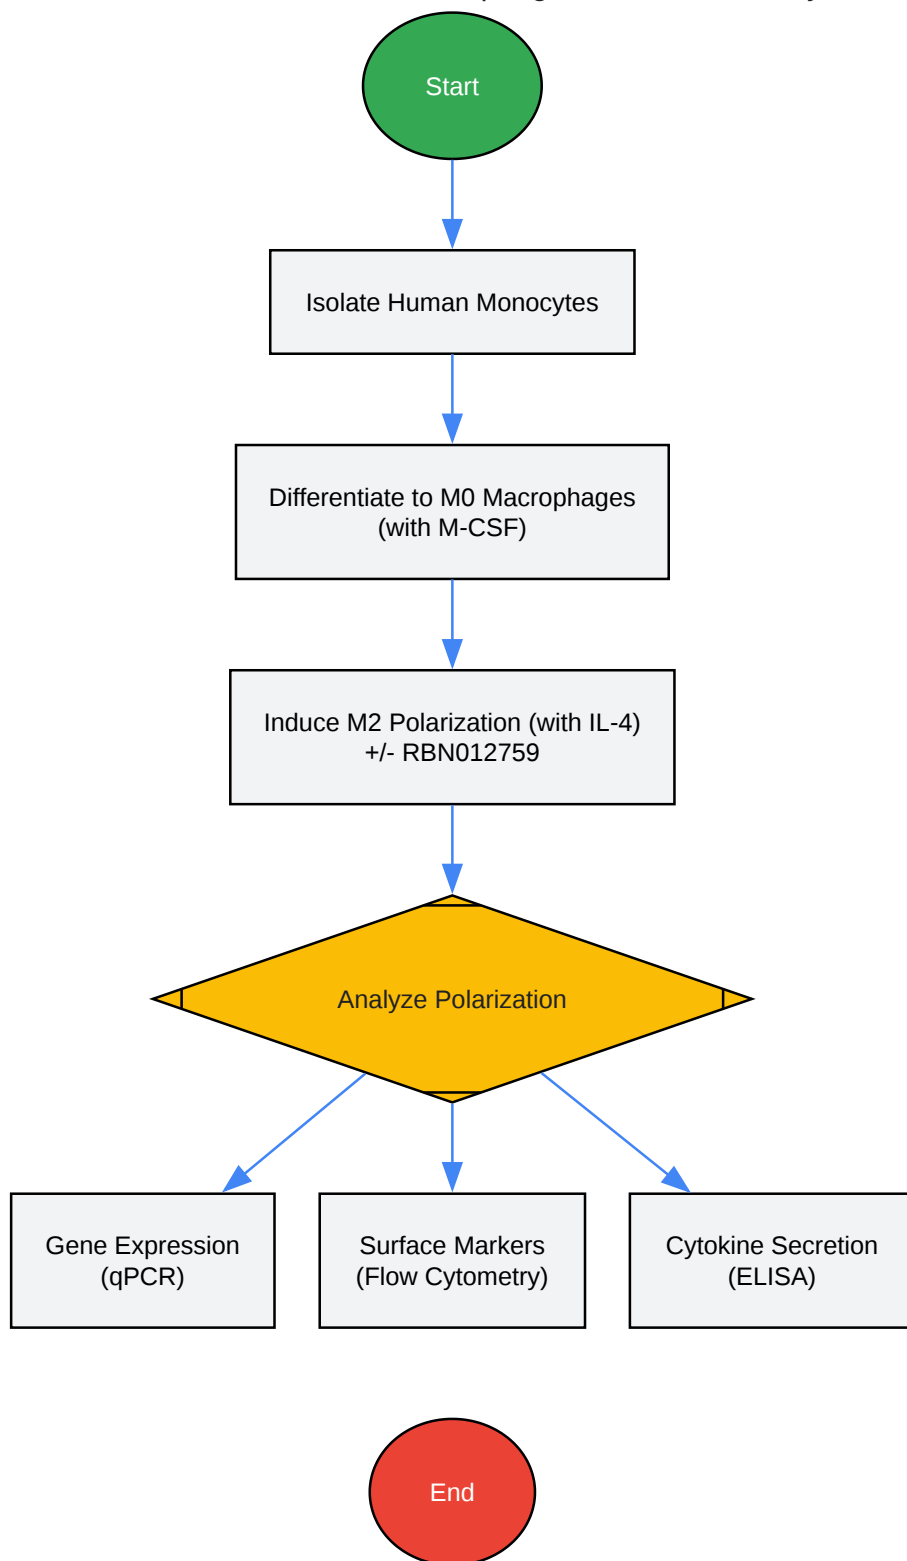 Start
Isolate Human Monocytes
Differentiate to M0 Macrophages
(with M-CSF)
Induce M2 Polarization (with IL-4)
+/- RBN012759
Analyze Polarization
Gene Expression
(qPCR)
Surface Markers
(Flow Cytometry)
Cytokine Secretion
(ELISA)
End